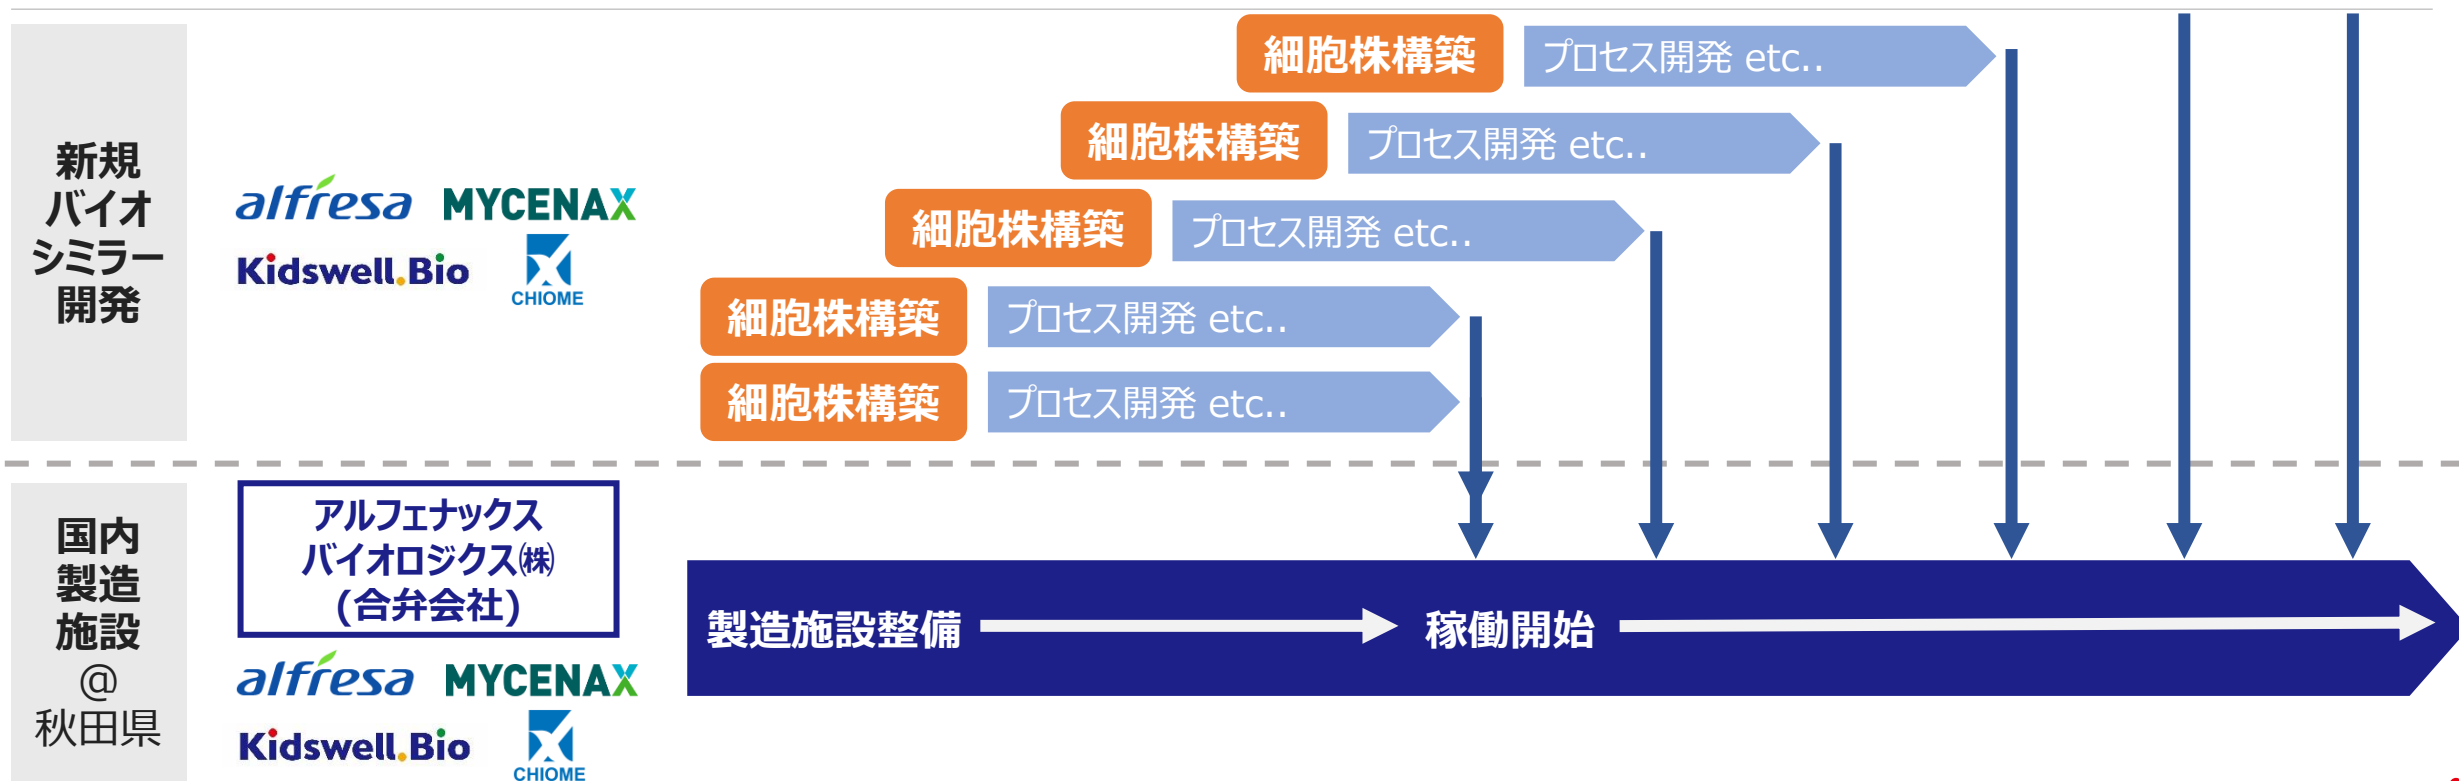 新規
バイオ
シミラー
開発
alfresa MYCENAX
Kidswell.Bio CHIOME
細胞株構築 プロセス開発 etc..
細胞株構築 プロセス開発 etc..
細胞株構築 プロセス開発 etc..
細胞株構築 プロセス開発 etc..
細胞株構築 プロセス開発 etc..
国内
製造
施設
@
秋田県
アルフェナックス
バイオロジクス㈱
(合弁会社)
alfresa MYCENAX
Kidswell.Bio CHIOME
製造施設整備 稼働開始